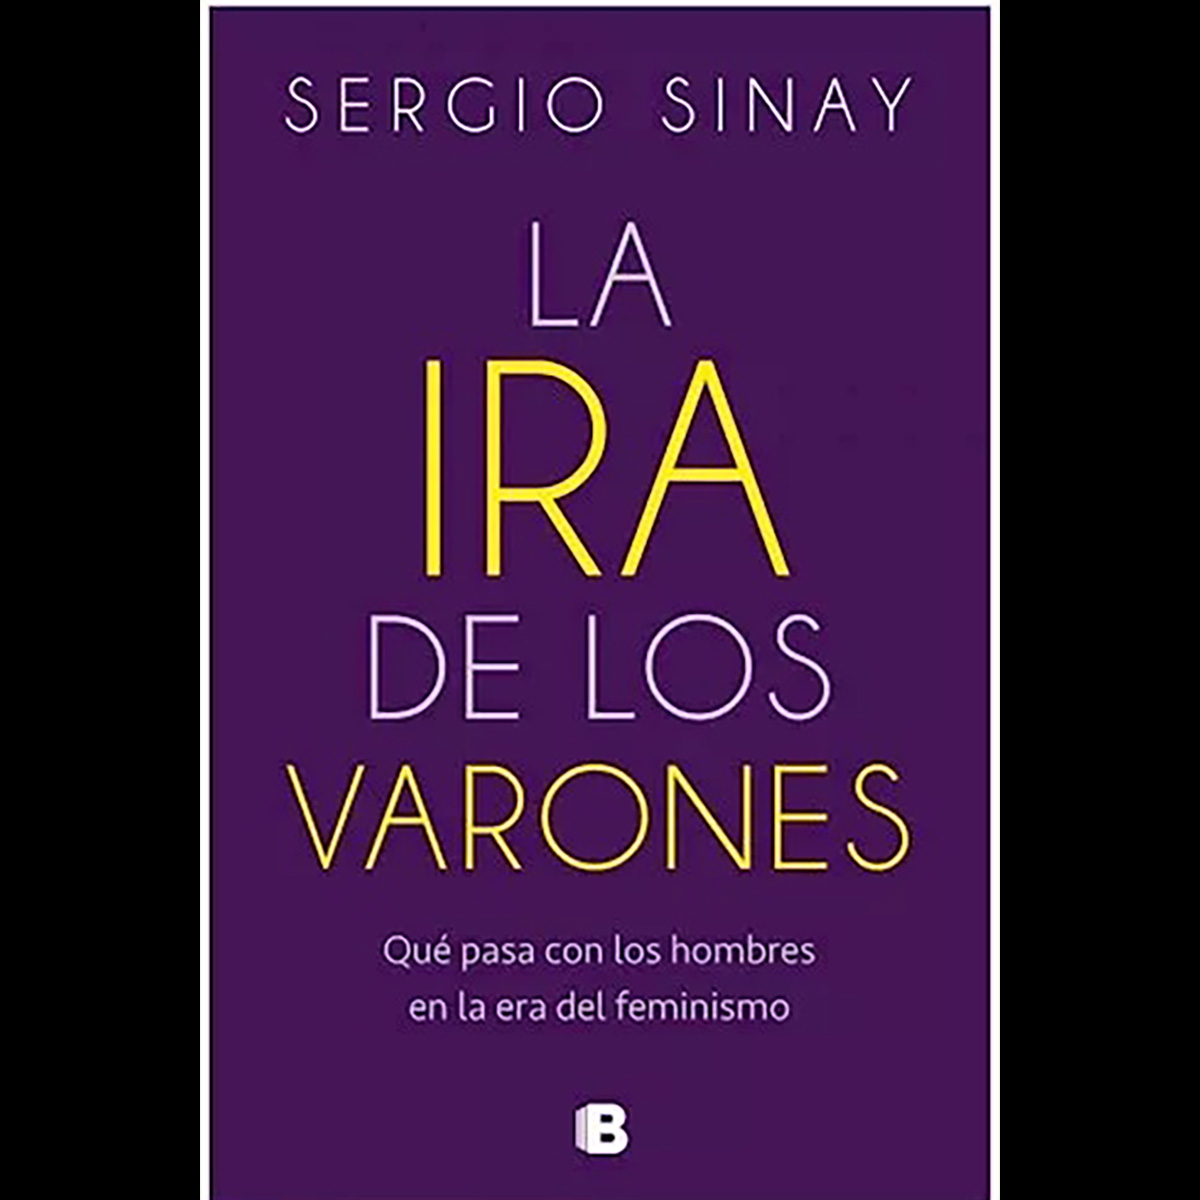 SERGIO SINAY
LA
IRA
DE LOS
VARONES
Qué pasa con los hombres
en la era del feminismo
B